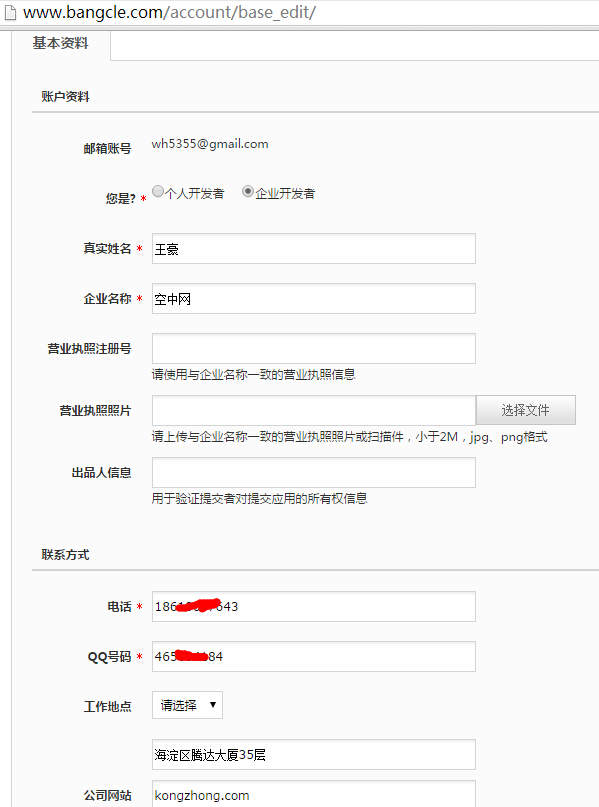 www.bangcle.com/account/base_edit/
基本资料
账户资料
邮箱账号 wh5355@gmail.com
您是? * 个人开发者 企业开发者
真实姓名 * 王豪
企业名称 * 空中网
营业执照注册号
请使用与企业名称一致的营业执照信息
营业执照照片 选择文件
请上传与企业名称一致的营业执照照片或扫描件，小于2M，jpg、png格式
出品人信息
用于验证提交者对提交应用的所有权信息
联系方式
电话 * 186 643
QQ号码 * 465 184
工作地点 请选择
海淀区腾达大厦35层
公司网站 kongzhong.com